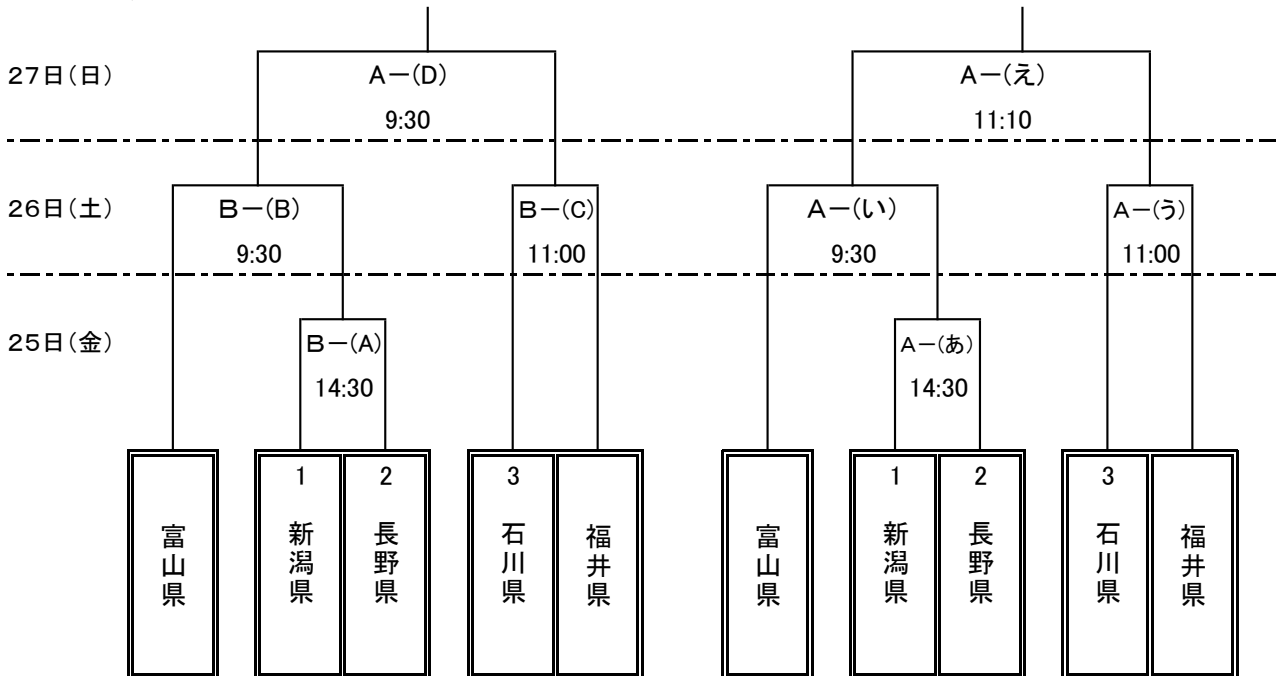 27日(日)
A－(D)
A－(え)
9:30
11:10
26日(土)
B－(B)
B－(C)
A－(い)
A－(う)
9:30
11:00
9:30
11:00
25日(金)
B－(A)
A－(あ)
14:30
14:30
1
2
3
1
2
3
富山県
新潟県
長野県
石川県
福井県
富山県
新潟県
長野県
石川県
福井県